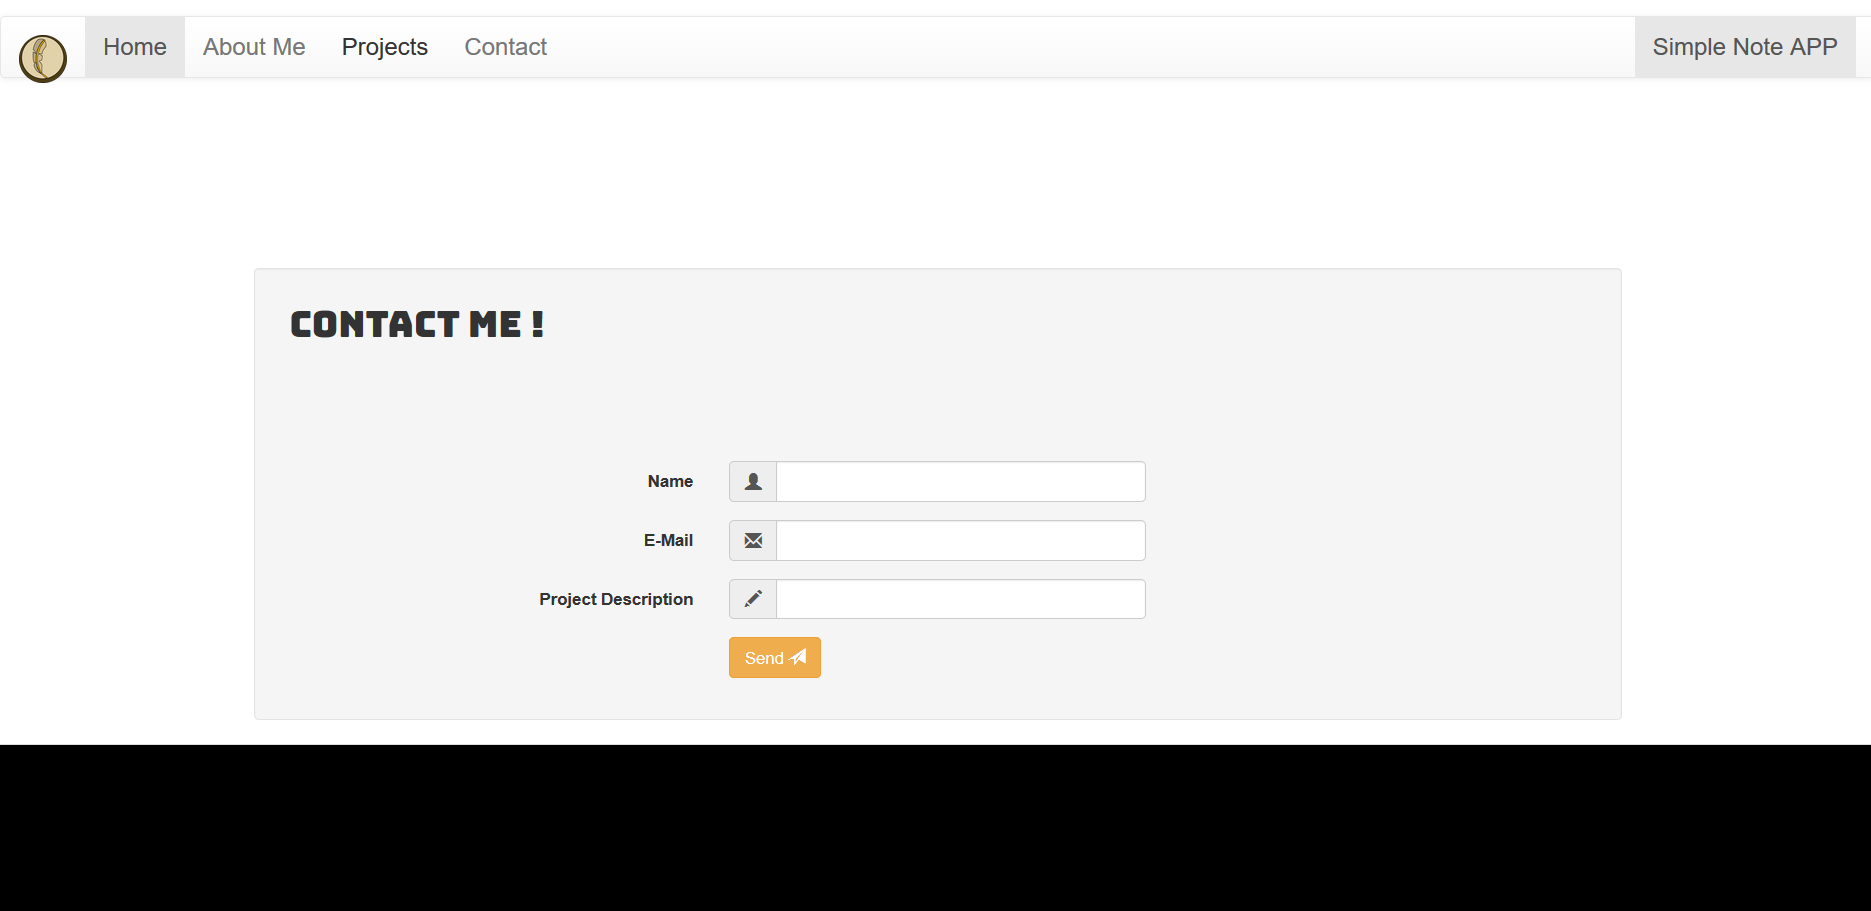 Home About Me Projects Contact Simple Note APP
CONTACT ME !
Name
E-Mail
Project Description
Send